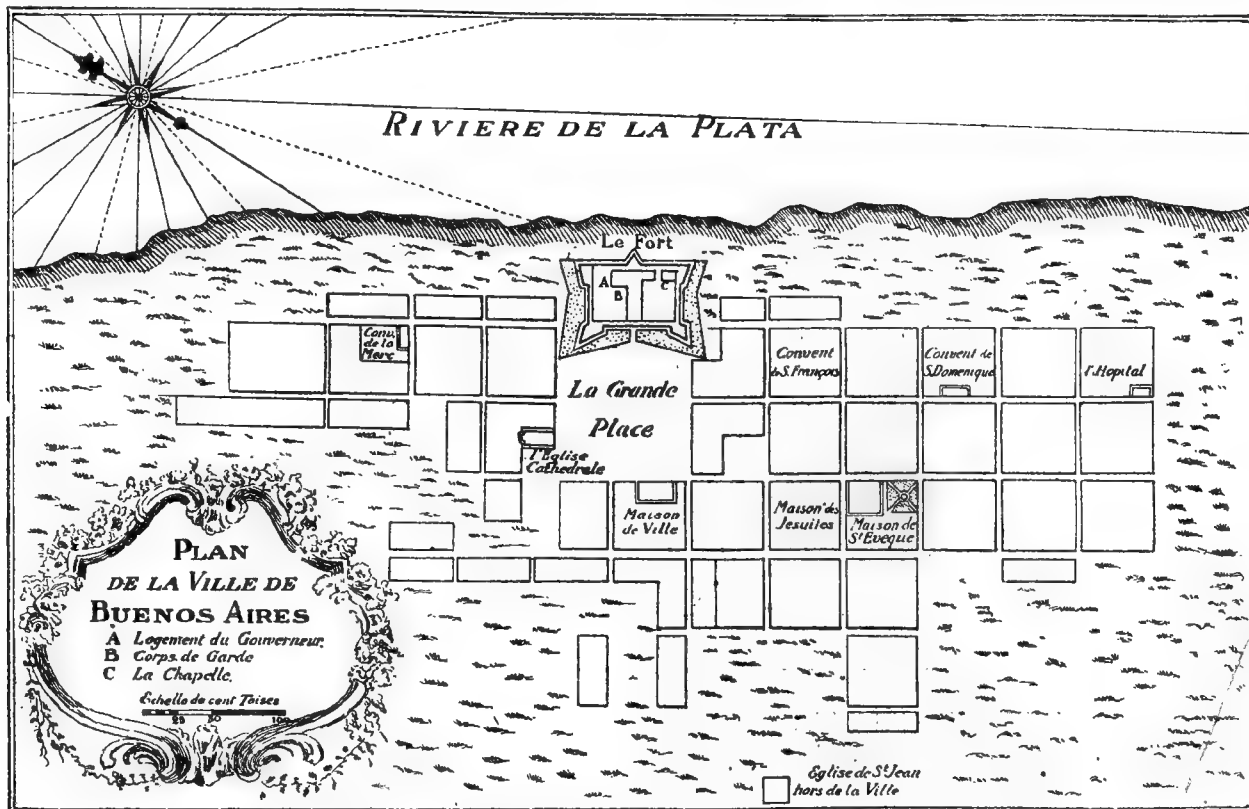 RIVIERE DE LA PLATA
Le Fort
A
B
C
Conv.
de la
Merc
La Grande
Place
Convent
de S. François
Convent de
S. Domenique
l'Hopital
l'Eglise
Cathedrale
Maison
de Ville
Maison des
Jesuites
Maison de
St Eveque
PLAN
DE LA VILLE DE
BUENOS AIRES
A Logement du Gouverneur.
B Corps de Garde
C La Chapelle.
Echelle de cent Toises
25 50 100
Eglise de St Jean
hors de la Ville